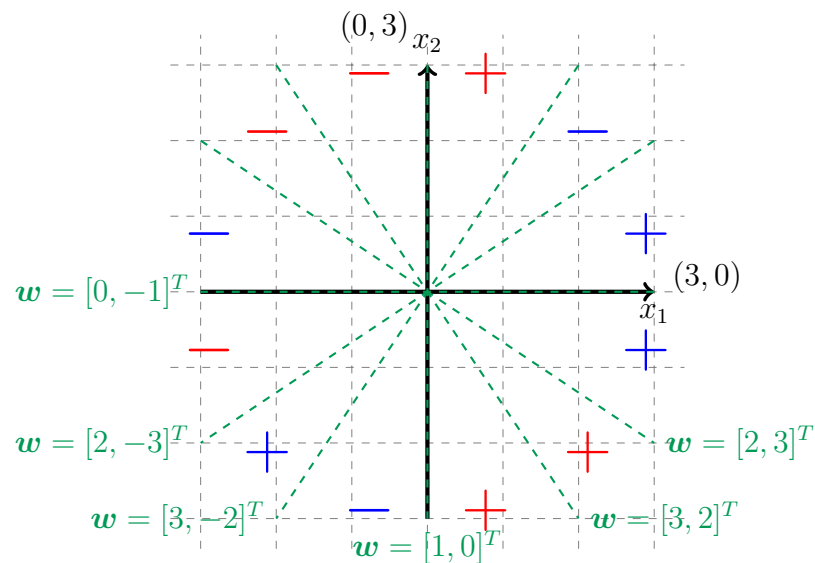 (0, 3)
x₂
(3, 0)
x₁
w = [0, −1]ᵀ
w = [2, −3]ᵀ
w = [2, 3]ᵀ
w = [3, −2]ᵀ
w = [3, 2]ᵀ
w = [1, 0]ᵀ